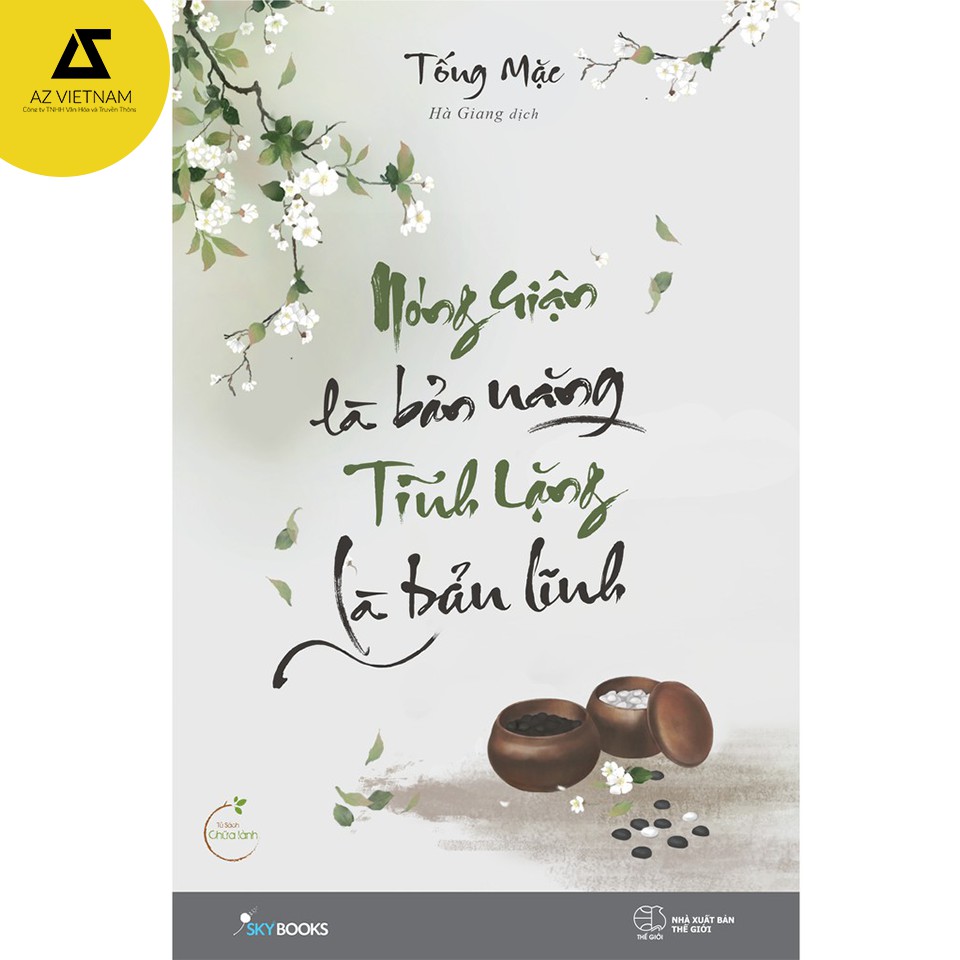 AZ VIETNAM
Công ty TNHH Văn Hóa và Truyền Thông
Tống Mặc
Hà Giang dịch
Nóng Giận
là bản năng
Tĩnh Lặng
là bản lĩnh
Tủ Sách
Chữa lành
SKYBOOKS
THẾ GIỚI
NHÀ XUẤT BẢN
THẾ GIỚI